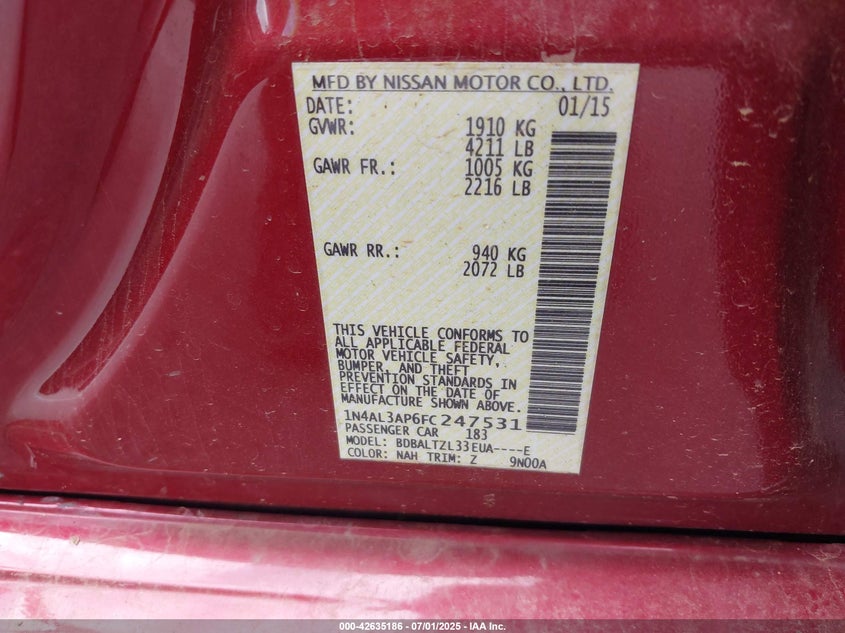 MFD BY NISSAN MOTOR CO., LTD.
DATE: 01/15
GVWR: 1910 KG
4211 LB
GAWR FR.: 1005 KG
2216 LB
GAWR RR.: 940 KG
2072 LB
THIS VEHICLE CONFORMS TO
ALL APPLICABLE FEDERAL
MOTOR VEHICLE SAFETY,
BUMPER, AND THEFT
PREVENTION STANDARDS IN
EFFECT ON THE DATE OF
MANUFACTURE SHOWN ABOVE.
1N4AL3AP6FC247531
PASSENGER CAR 183
MODEL: BDBALTZL33EUA----E
COLOR: NAH TRIM: Z 9N00A
000-42635186 - 07/01/2025 - IAA Inc.